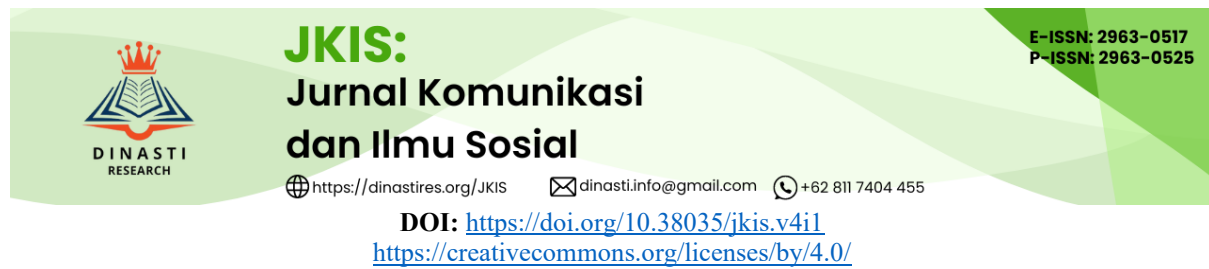 JKIS:
Jurnal Komunikasi
dan Ilmu Sosial
DINASTI
RESEARCH
https://dinastires.org/JKIS dinasti.info@gmail.com +62 811 7404 455
E-ISSN: 2963-0517
P-ISSN: 2963-0525
DOI: https://doi.org/10.38035/jkis.v4i1
https://creativecommons.org/licenses/by/4.0/